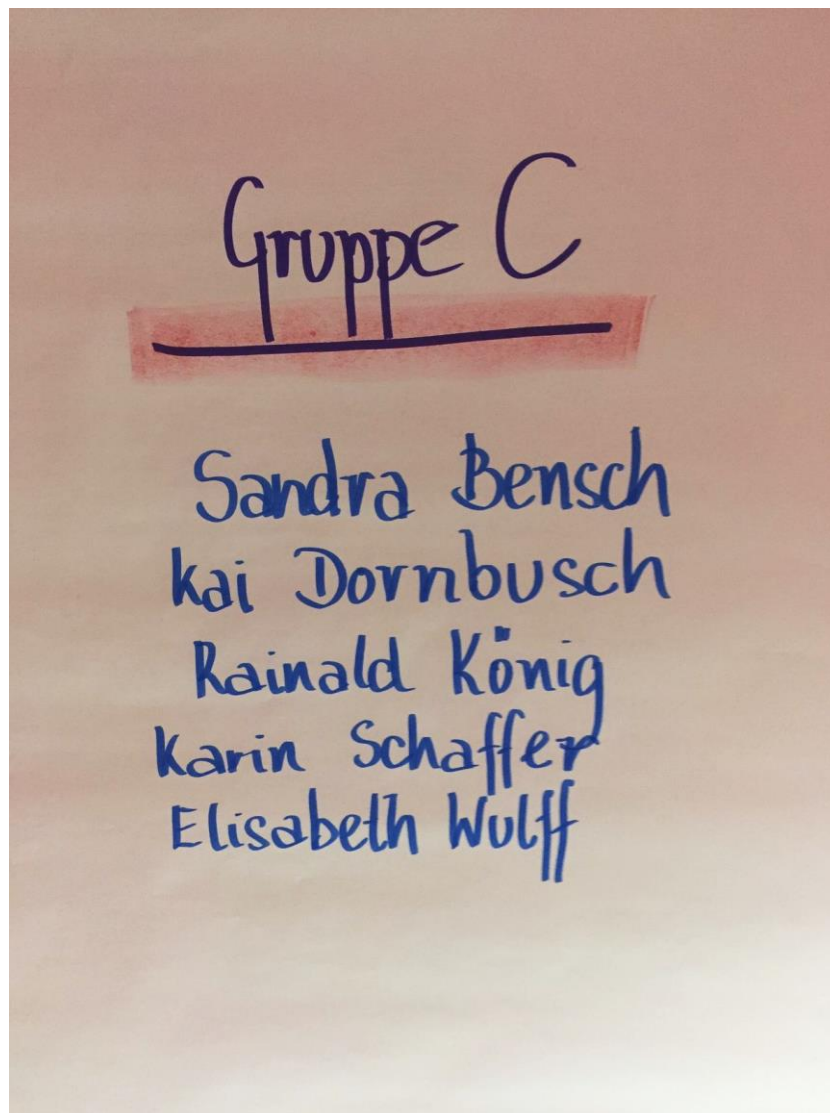 Gruppe C
Sandra Bensch
Kai Dornbusch
Rainald König
Karin Schaffer
Elisabeth Wulff